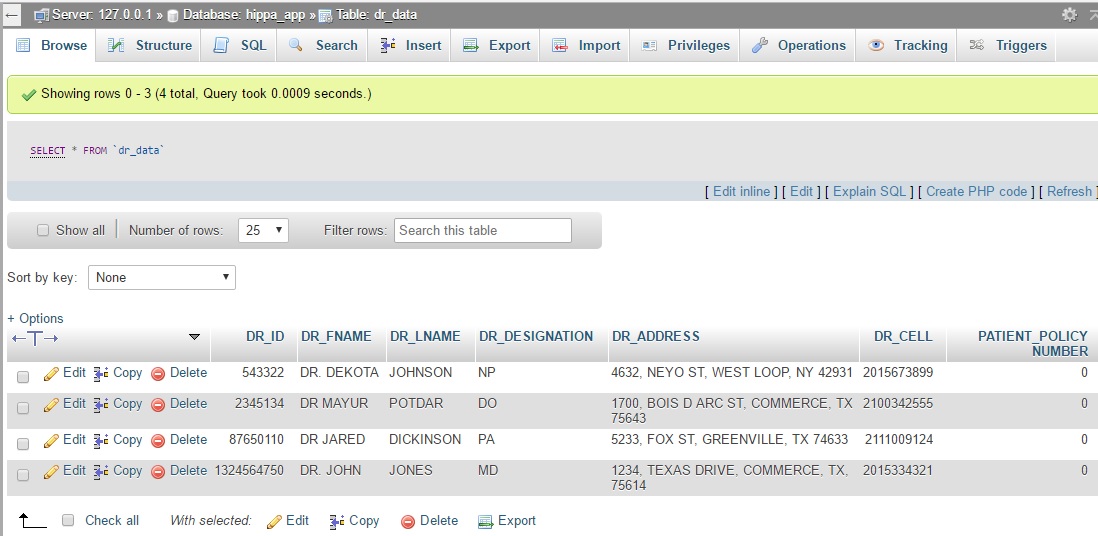 Server: 127.0.0.1 » Database: hippa_app » Table: dr_data
Browse Structure SQL Search Insert Export Import Privileges Operations Tracking Triggers
Showing rows 0 - 3 (4 total, Query took 0.0009 seconds.)
SELECT * FROM `dr_data`
[ Edit inline ] [ Edit ] [ Explain SQL ] [ Create PHP code ] [ Refresh ]
Show all Number of rows: 25 Filter rows: Search this table
Sort by key: None
+ Options
DR_ID DR_FNAME DR_LNAME DR_DESIGNATION DR_ADDRESS DR_CELL PATIENT_POLICY
NUMBER
Edit Copy Delete 543322 DR. DEKOTA JOHNSON NP 4632, NEYO ST, WEST LOOP, NY 42931 2015673899 0
Edit Copy Delete 2345134 DR MAYUR POTDAR DO 1700, BOIS D ARC ST, COMMERCE, TX 2100342555 0
75643
Edit Copy Delete 87650110 DR JARED DICKINSON PA 5233, FOX ST, GREENVILLE, TX 74633 2111009124 0
Edit Copy Delete 1324564750 DR. JOHN JONES MD 1234, TEXAS DRIVE, COMMERCE, TX, 2015334321 0
75614
Check all With selected: Edit Copy Delete Export